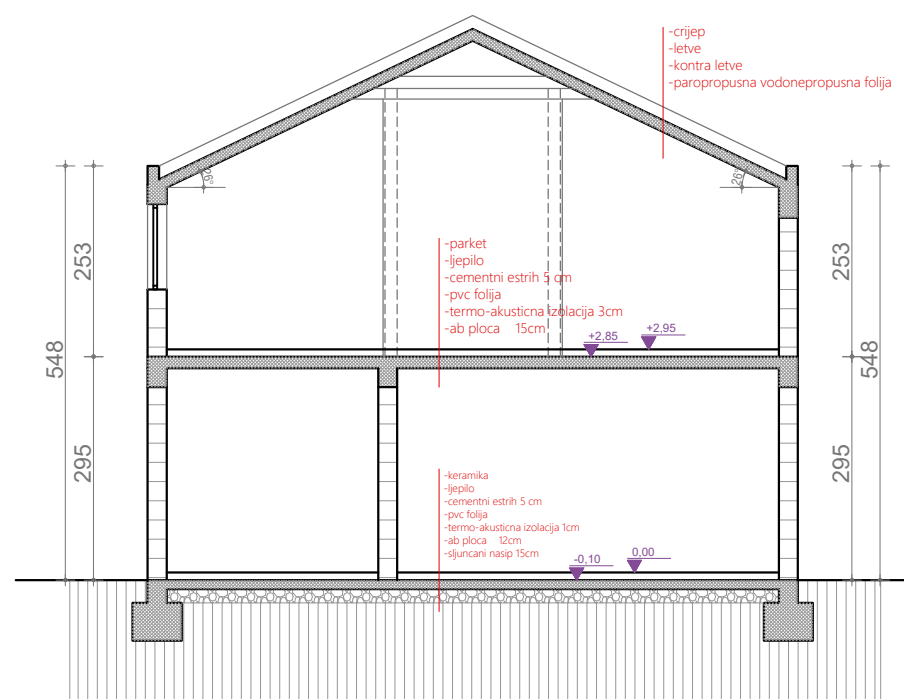 -crijep
-letve
-kontra letve
-paropropusna vodonepropusna folija
26°
26°
253
253
-parket
-ljepilo
-cementni estrih 5 cm
-pvc folija
-termo-akusticna izolacija 3cm
-ab ploca 15cm
+2,85
+2,95
548
548
295
295
-keramika
-ljepilo
-cementni estrih 5 cm
-pvc folija
-termo-akusticna izolacija 1cm
-ab ploca 12cm
-sljuncani nasip 15cm
-0,10
0,00